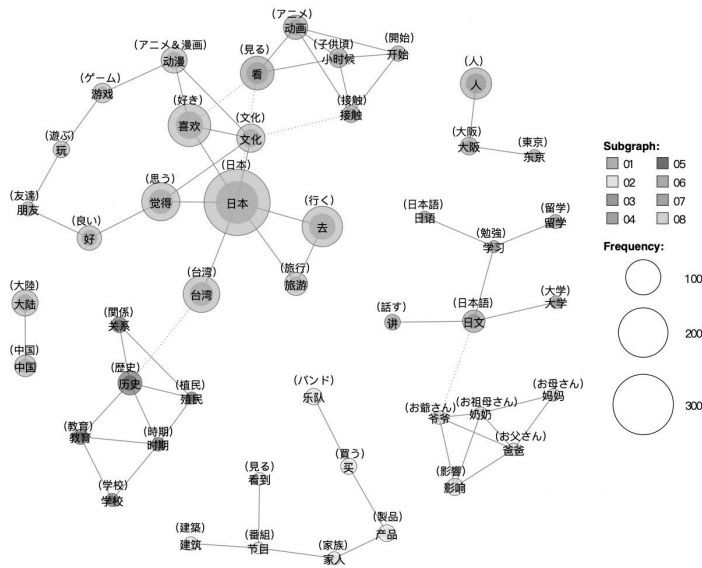 (アニメ)
动画
(アニメ＆漫画)
动漫
(見る)
看
(子供頃)
小时候
(開始)
开始
(ゲーム)
游戏
(好き)
喜欢
(文化)
文化
(接触)
接触
(人)
人
(大阪)
大阪
(東京)
东京
(遊ぶ)
玩
(日本)
日本
(思う)
觉得
(行く)
去
(友達)
朋友
(良い)
好
(旅行)
旅游
(台湾)
台湾
(日本語)
日语
(留学)
留学
(勉強)
学习
(大学)
大学
(日本語)
日文
(話す)
讲
(大陸)
大陆
(中国)
中国
(関係)
关系
(歴史)
历史
(植民)
殖民
(教育)
教育
(時期)
时期
(学校)
学校
(バンド)
乐队
(買う)
买
(製品)
产品
(見る)
看到
(建築)
建筑
(番組)
节目
(家族)
家人
(お爺さん)
爷爷
(お祖母さん)
奶奶
(お母さん)
妈妈
(お父さん)
爸爸
(影響)
影响
Subgraph:
01 05
02 06
03 07
04 08
Frequency:
100
200
300